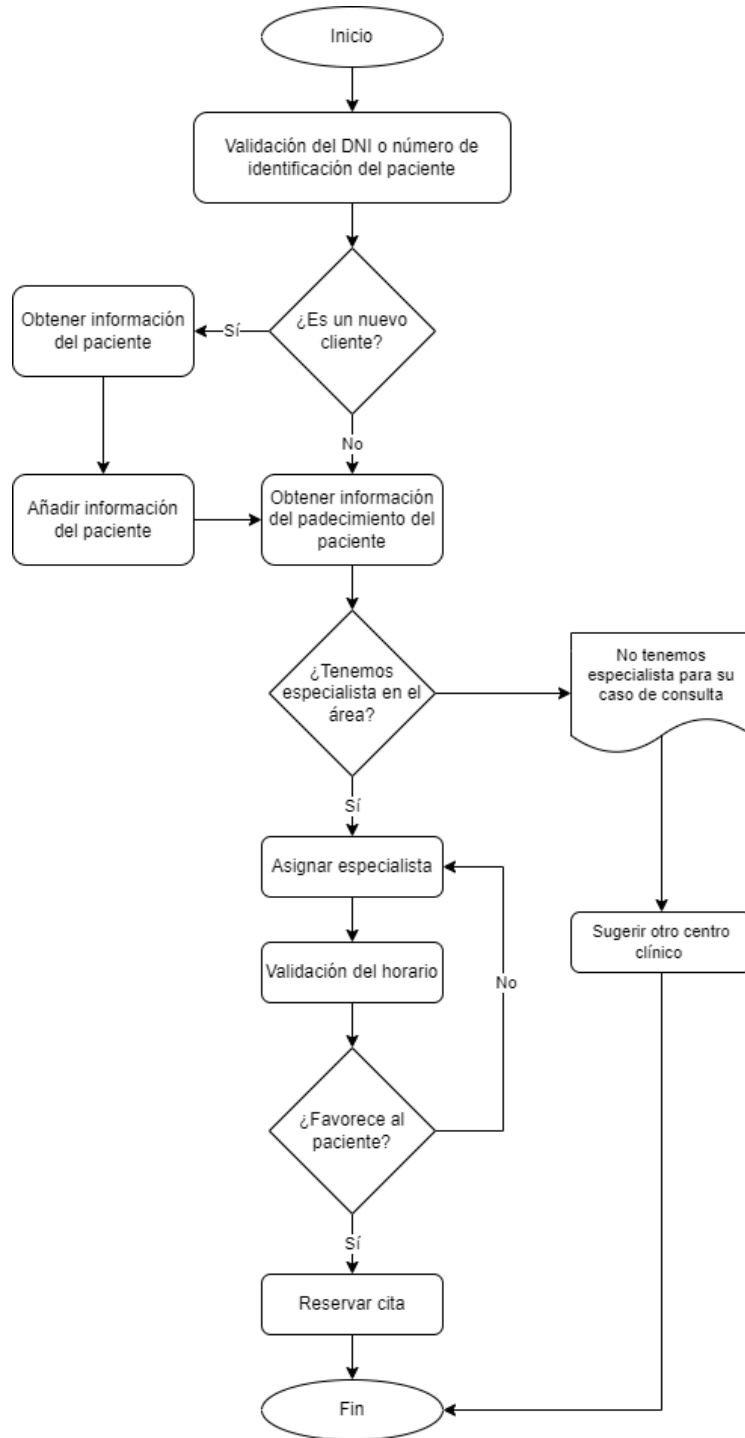 Inicio
Validación del DNI o número de
identificación del paciente
¿Es un nuevo
cliente?
Sí
Obtener información
del paciente
No
Añadir información
del paciente
Obtener información
del padecimiento del
paciente
¿Tenemos
especialista en el
área?
No tenemos
especialista para su
caso de consulta
Sí
Asignar especialista
Sugerir otro centro
clínico
Validación del horario
No
¿Favorece al
paciente?
Sí
Reservar cita
Fin